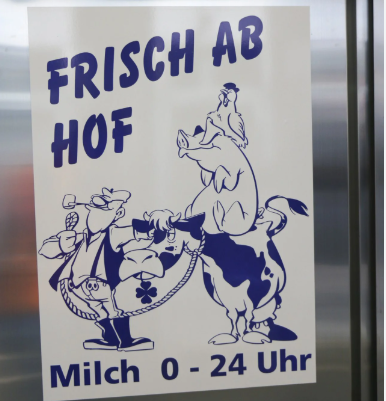 FRISCH AB
HOF
Milch 0 - 24 Uhr